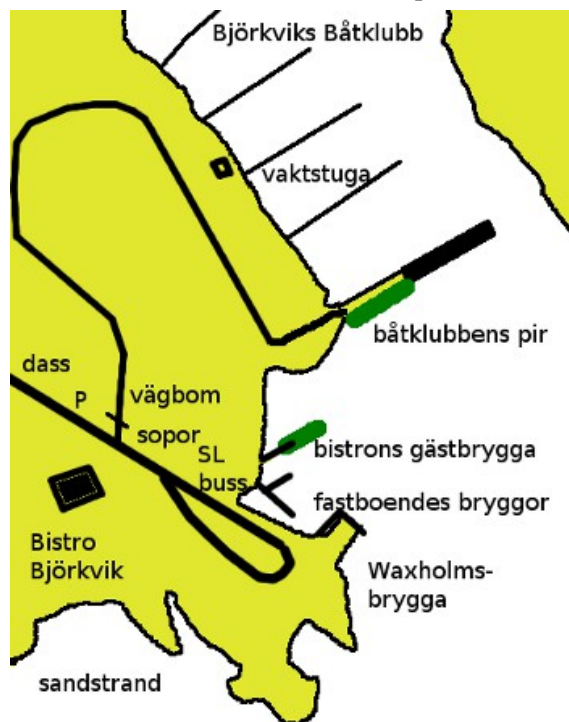 Björkviks Båtklubb
vaktstuga
båtklubbens pir
dass
P
vägbom
sopor
SL
buss
bistrons gästbrygga
fastboendes bryggor
Bistro
Björkvik
Waxholms-
brygga
sandstrand